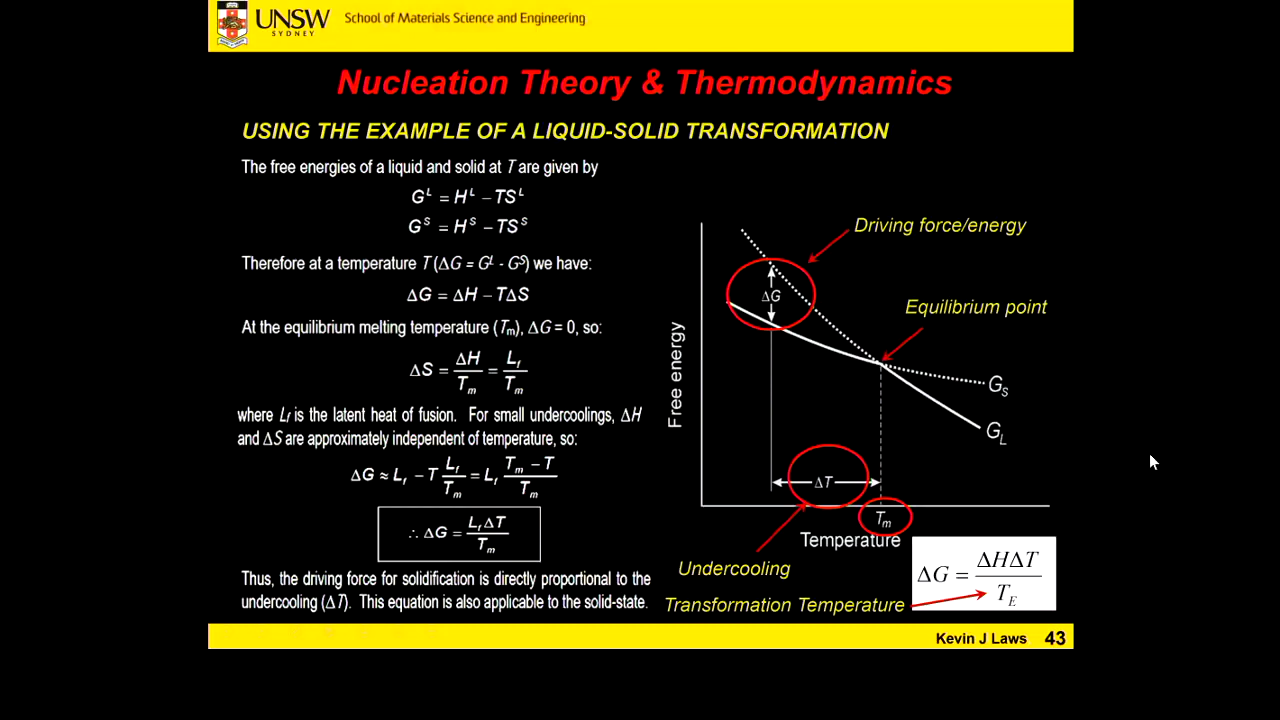 UNSW
SYDNEY
School of Materials Science and Engineering
Nucleation Theory & Thermodynamics
USING THE EXAMPLE OF A LIQUID-SOLID TRANSFORMATION
The free energies of a liquid and solid at T are given by
G^L = H^L – TS^L
G^S = H^S – TS^S
Therefore at a temperature T (ΔG = G^L - G^S) we have:
ΔG = ΔH – TΔS
At the equilibrium melting temperature (T_m), ΔG = 0, so:
ΔS = ΔH/T_m = L_f/T_m
where L_f is the latent heat of fusion. For small undercoolings, ΔH
and ΔS are approximately independent of temperature, so:
ΔG ≈ L_f – T L_f/T_m = L_f (T_m – T)/T_m
∴ ΔG = L_f ΔT/T_m
Thus, the driving force for solidification is directly proportional to the
undercooling (ΔT). This equation is also applicable to the solid-state.
Driving force/energy
Equilibrium point
ΔG
Free energy
G_S
G_L
ΔT
T_m
Temperature
Undercooling
Transformation Temperature
ΔG = ΔHΔT/T_E
Kevin J Laws 43